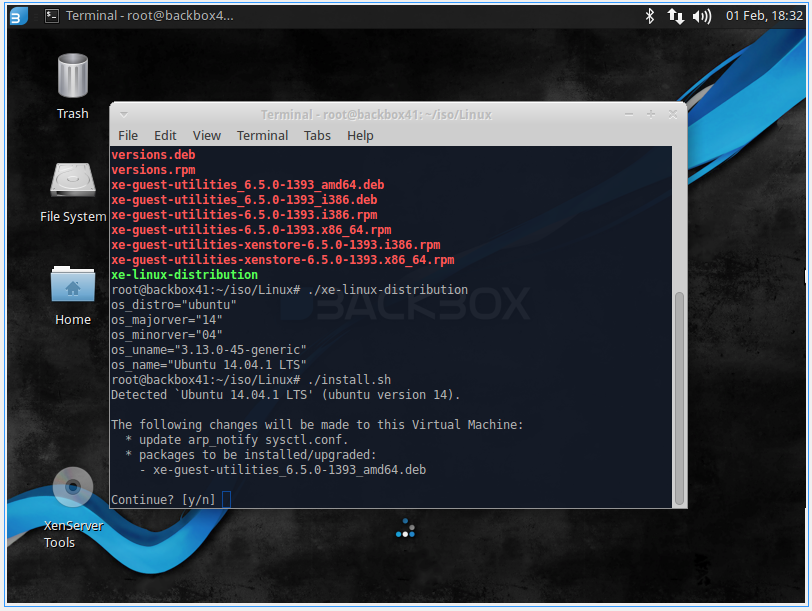 Terminal - root@backbox4...
01 Feb, 18:32
Trash
File System
Home
XenServer
Tools
Terminal - root@backbox41: ~/iso/Linux
File Edit View Terminal Tabs Help
versions.deb
versions.rpm
xe-guest-utilities_6.5.0-1393_amd64.deb
xe-guest-utilities_6.5.0-1393_i386.deb
xe-guest-utilities-6.5.0-1393.i386.rpm
xe-guest-utilities-6.5.0-1393.x86_64.rpm
xe-guest-utilities-xenstore-6.5.0-1393.i386.rpm
xe-guest-utilities-xenstore-6.5.0-1393.x86_64.rpm
xe-linux-distribution
root@backbox41:~/iso/Linux# ./xe-linux-distribution
os_distro="ubuntu"
os_majorver="14"
os_minorver="04"
os_uname="3.13.0-45-generic"
os_name="Ubuntu 14.04.1 LTS"
root@backbox41:~/iso/Linux# ./install.sh
Detected `Ubuntu 14.04.1 LTS' (ubuntu version 14).
The following changes will be made to this Virtual Machine:
* update arp_notify sysctl.conf.
* packages to be installed/upgraded:
- xe-guest-utilities_6.5.0-1393_amd64.deb
Continue? [y/n]
BACKBOX